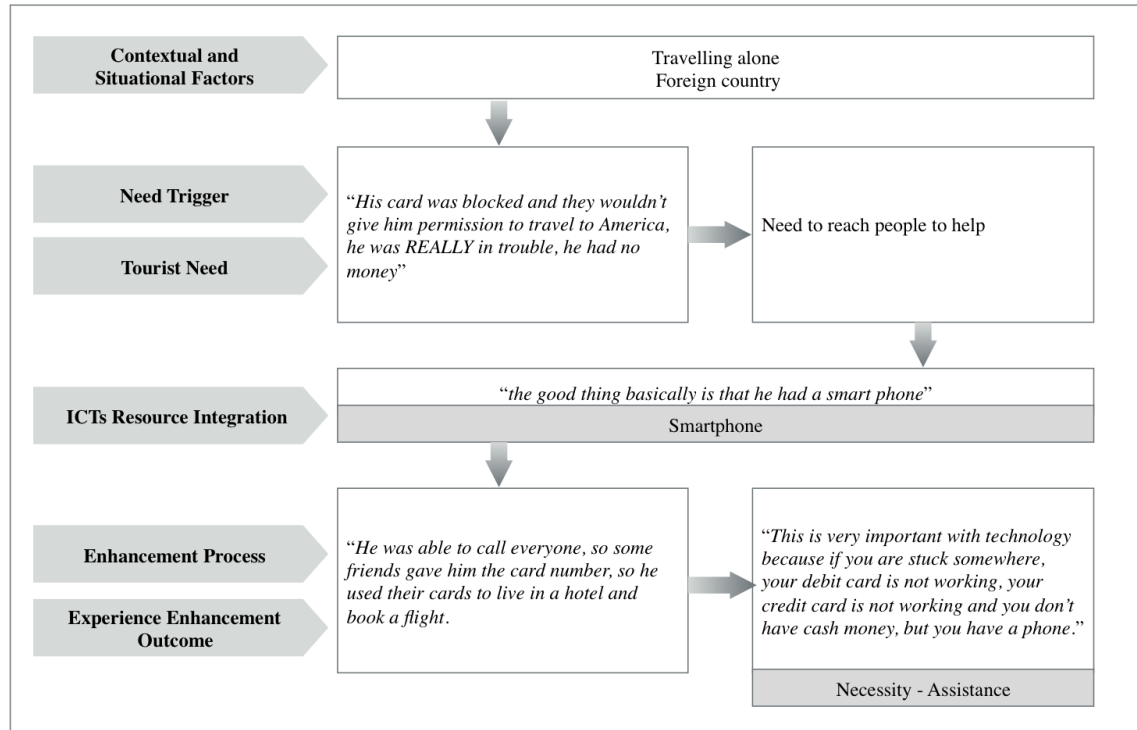 Contextual and
Situational Factors
Travelling alone
Foreign country
Need Trigger
Tourist Need
“His card was blocked and they wouldn’t
give him permission to travel to America,
he was REALLY in trouble, he had no
money”
Need to reach people to help
ICTs Resource Integration
“the good thing basically is that he had a smart phone”
Smartphone
Enhancement Process
Experience Enhancement
Outcome
“He was able to call everyone, so some
friends gave him the card number, so he
used their cards to live in a hotel and
book a flight.
“This is very important with technology
because if you are stuck somewhere,
your debit card is not working, your
credit card is not working and you don’t
have cash money, but you have a phone.”
Necessity - Assistance